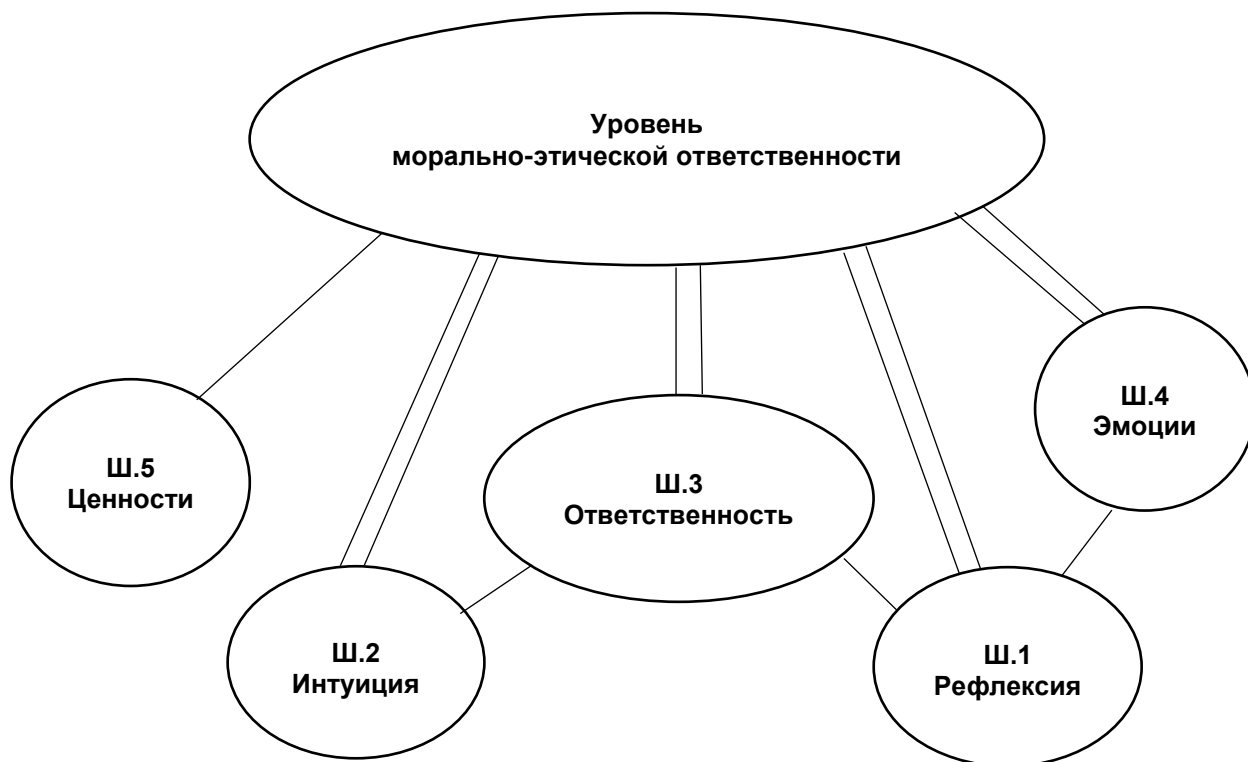 Уровень
морально-этической ответственности
Ш.4
Эмоции
Ш.5
Ценности
Ш.3
Ответственность
Ш.2
Интуиция
Ш.1
Рефлексия